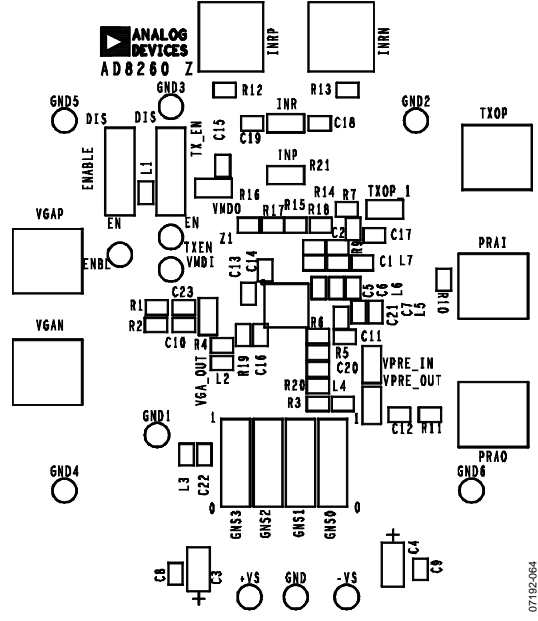 ANALOG
DEVICES
AD8260 Z
INRP
INRN
R12
R13
GND5
GND3
GND2
TXOP
DIS
DIS
C15
TX_EN
C19
INR
C18
ENABLE
L1
INP
R21
VMDO
R16
R14
R7
TXOP_1
VGAP
EN
EN
R17
R15
R18
Z1
C2
R9
C17
PRAI
TXEN
ENBL
VMDI
C13
C14
C1
L7
R10
C5
C6
L6
R1
C23
C7
L5
C21
R2
C10
R6
VGAN
R4
R19
C16
R5
C11
VGA_OUT
L2
C20
VPRE_IN
R20
L4
VPRE_OUT
R3
C12
R11
GND1
1
1
PRAO
GND4
L3
C22
GND6
0
0
GNS3
GNS2
GNS1
GNS0
C8
C3
+
+VS
GND
-VS
+
C4
C9
07192-064